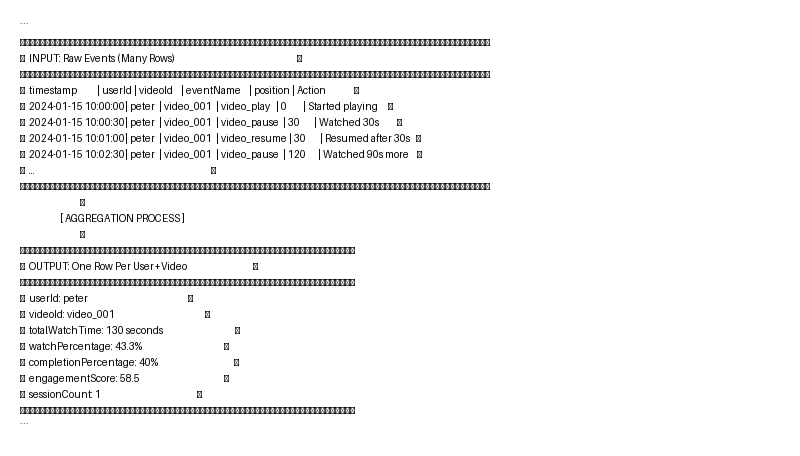 ...
INPUT: Raw Events (Many Rows)
timestamp | userId | videoId | eventName | position | Action
2024-01-15 10:00:00 | peter | video_001 | video_play | 0 | Started playing
2024-01-15 10:00:30 | peter | video_001 | video_pause | 30 | Watched 30s
2024-01-15 10:01:00 | peter | video_001 | video_resume | 30 | Resumed after 30s
2024-01-15 10:02:30 | peter | video_001 | video_pause | 120 | Watched 90s more
...
[AGGREGATION PROCESS]
OUTPUT: One Row Per User+Video
userId: peter
videoId: video_001
totalWatchTime: 130 seconds
watchPercentage: 43.3%
completionPercentage: 40%
engagementScore: 58.5
sessionCount: 1
...